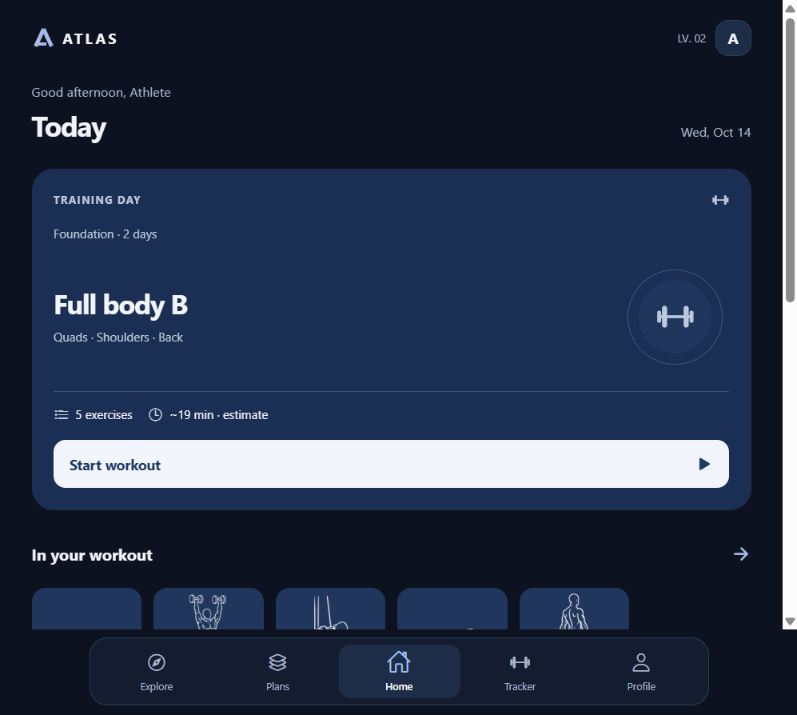 ATLAS
LV. 02
A
Good afternoon, Athlete
Today
Wed, Oct 14
TRAINING DAY
Foundation · 2 days
Full body B
Quads · Shoulders · Back
5 exercises
~19 min · estimate
Start workout
In your workout
Explore
Plans
Home
Tracker
Profile